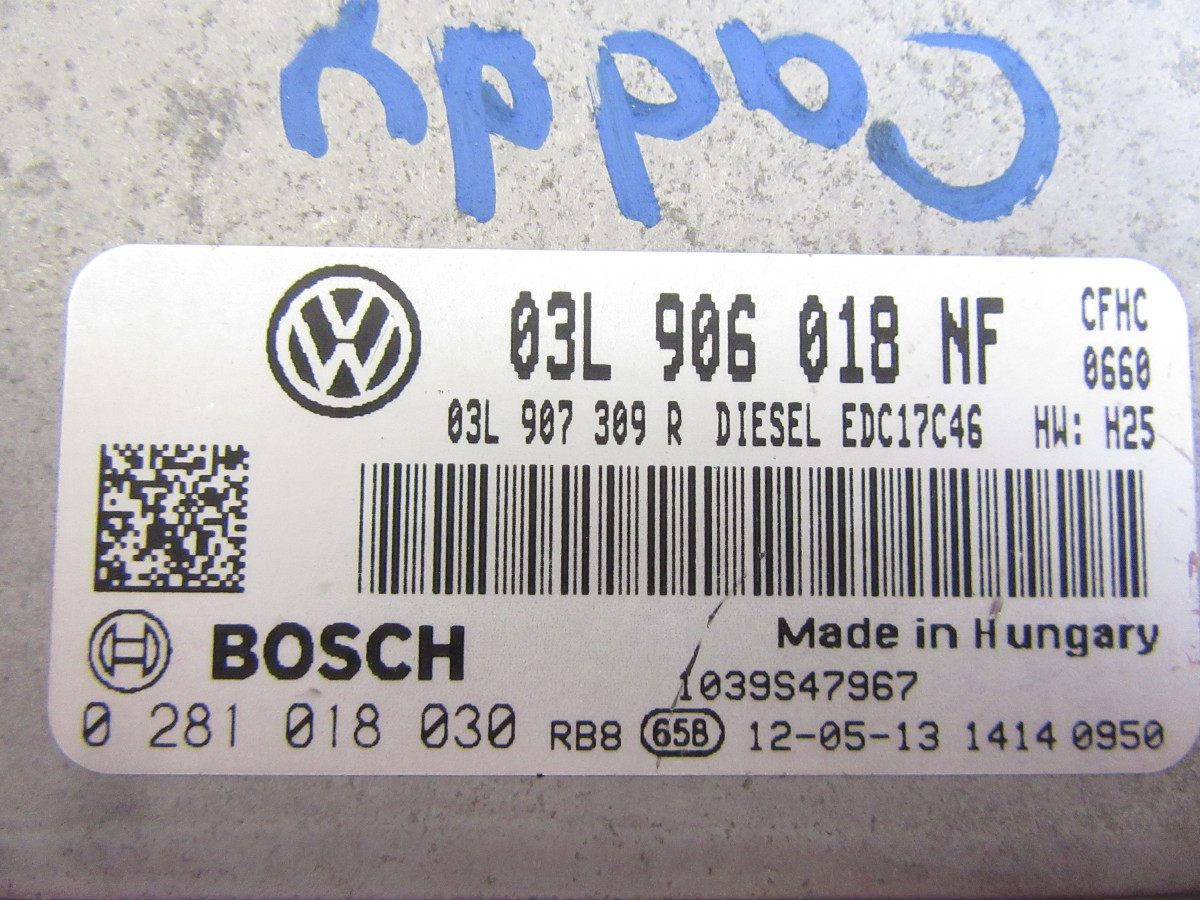 Caddy
03L 906 018 NF
CFHC
0660
03L 907 309 R DIESEL EDC17C46 HW: H25
BOSCH
Made in Hungary
1039S47967
0 281 018 030 RB8 65B 12-05-13 1414 0950